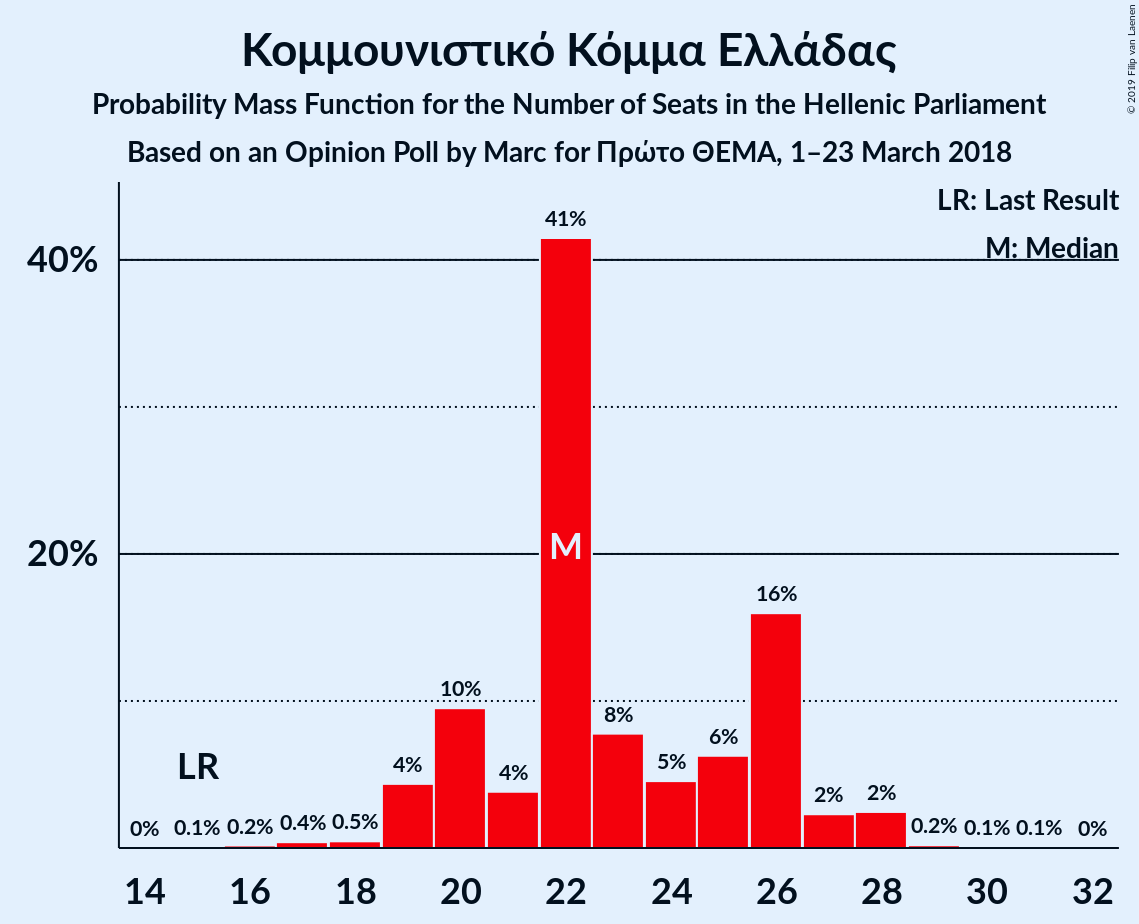 Κομμουνιστικό Κόμμα Ελλάδας
Probability Mass Function for the Number of Seats in the Hellenic Parliament
Based on an Opinion Poll by Marc for Πρώτο ΘΕΜΑ, 1–23 March 2018
© 2019 Filip van Laenen
LR: Last Result
M: Median
40%
20%
0%
0.1%
0.2%
0.4%
0.5%
4%
10%
4%
41%
8%
5%
6%
16%
2%
2%
0.2%
0.1%
0.1%
0%
LR
M
14 16 18 20 22 24 26 28 30 32